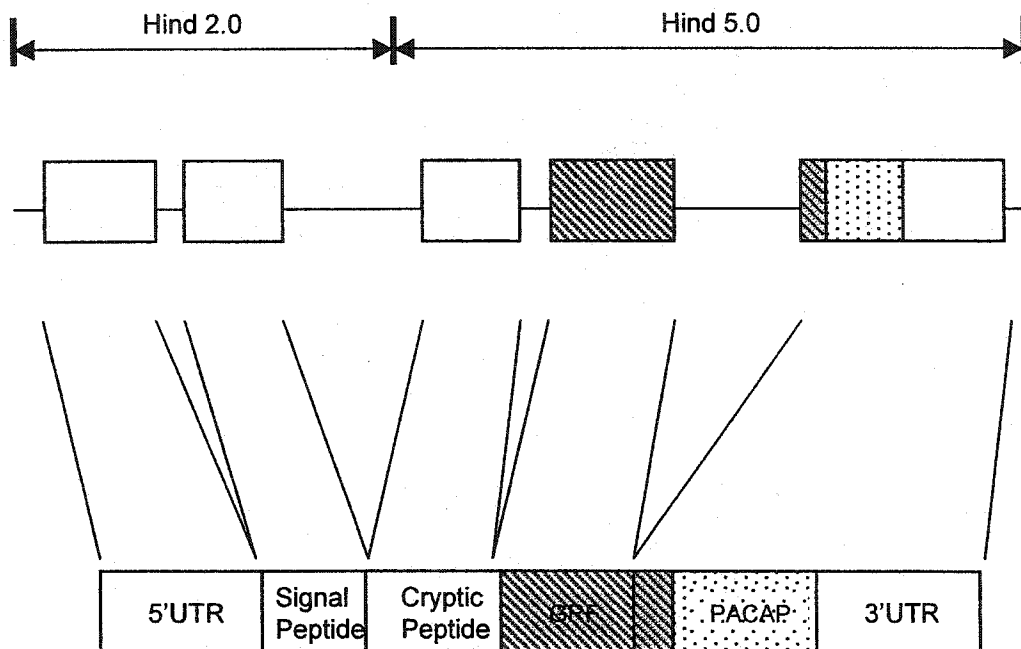 Hind 2.0
Hind 5.0
5'UTR
Signal
Peptide
Cryptic
Peptide
GRF
PACAP
3'UTR